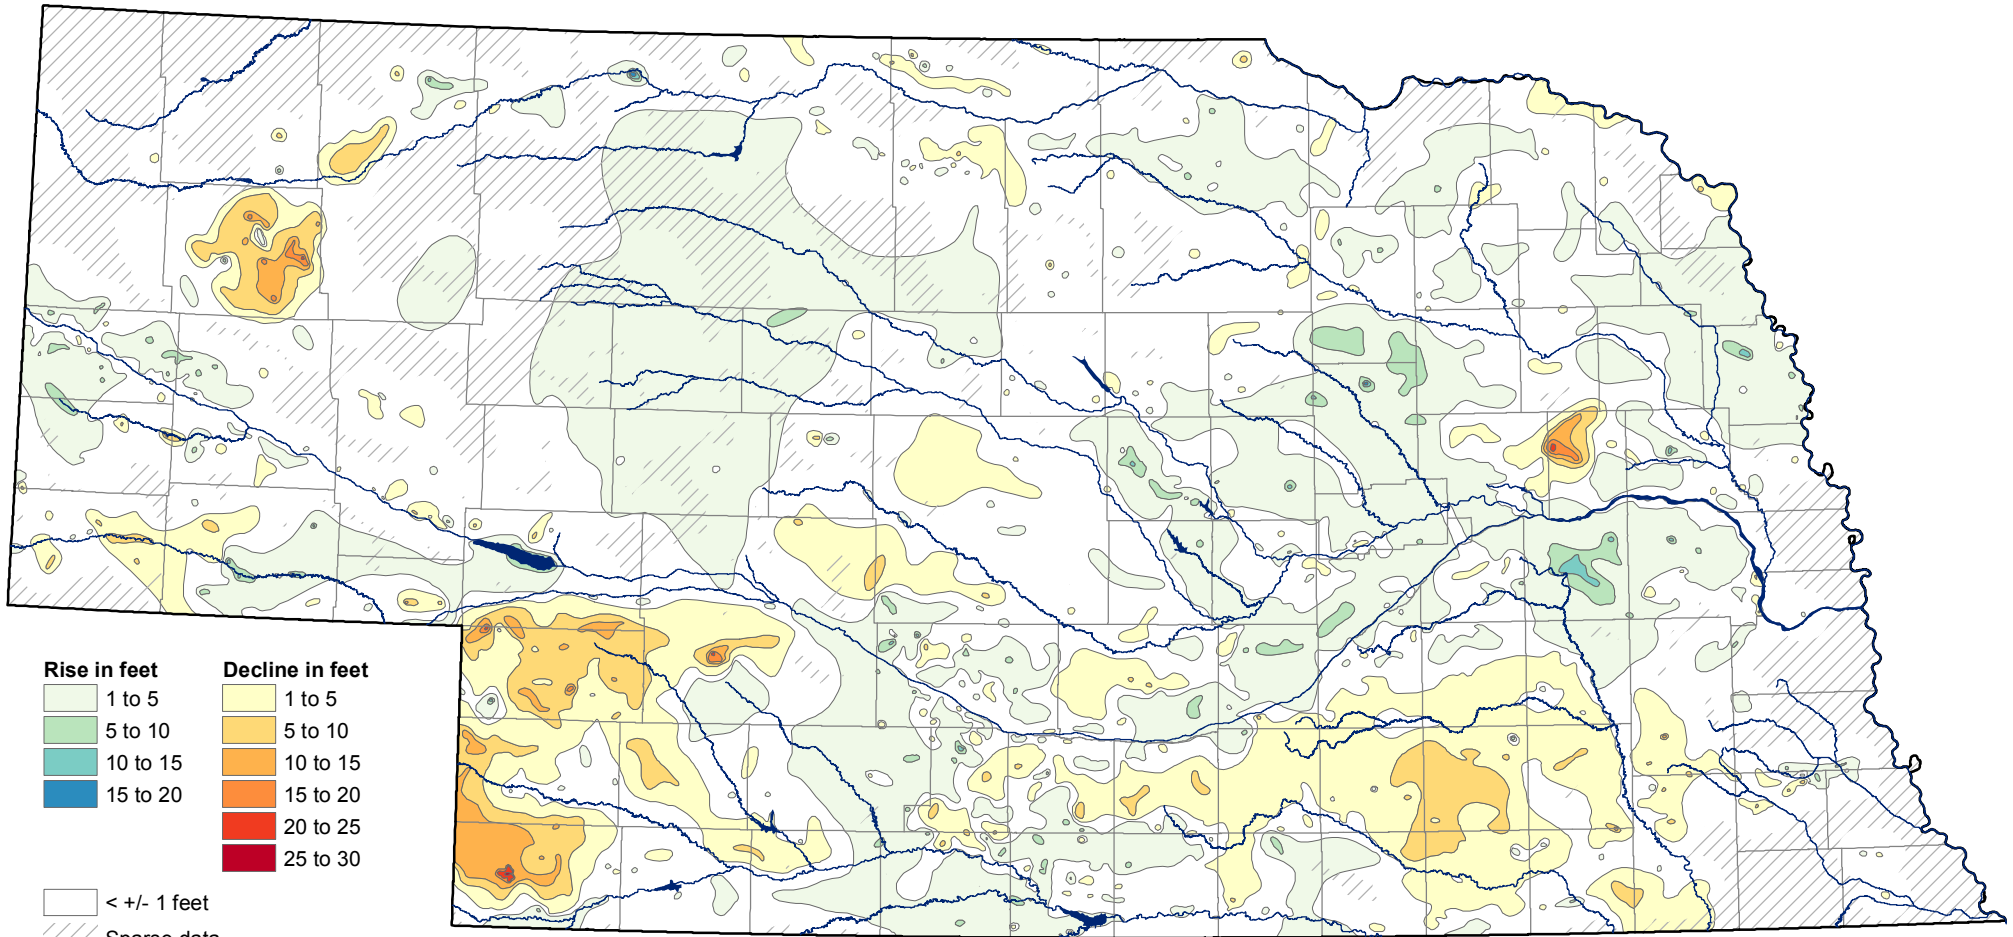 Rise in feet
1 to 5
5 to 10
10 to 15
15 to 20
Decline in feet
1 to 5
5 to 10
10 to 15
15 to 20
20 to 25
25 to 30
< +/- 1 feet
Sparse data